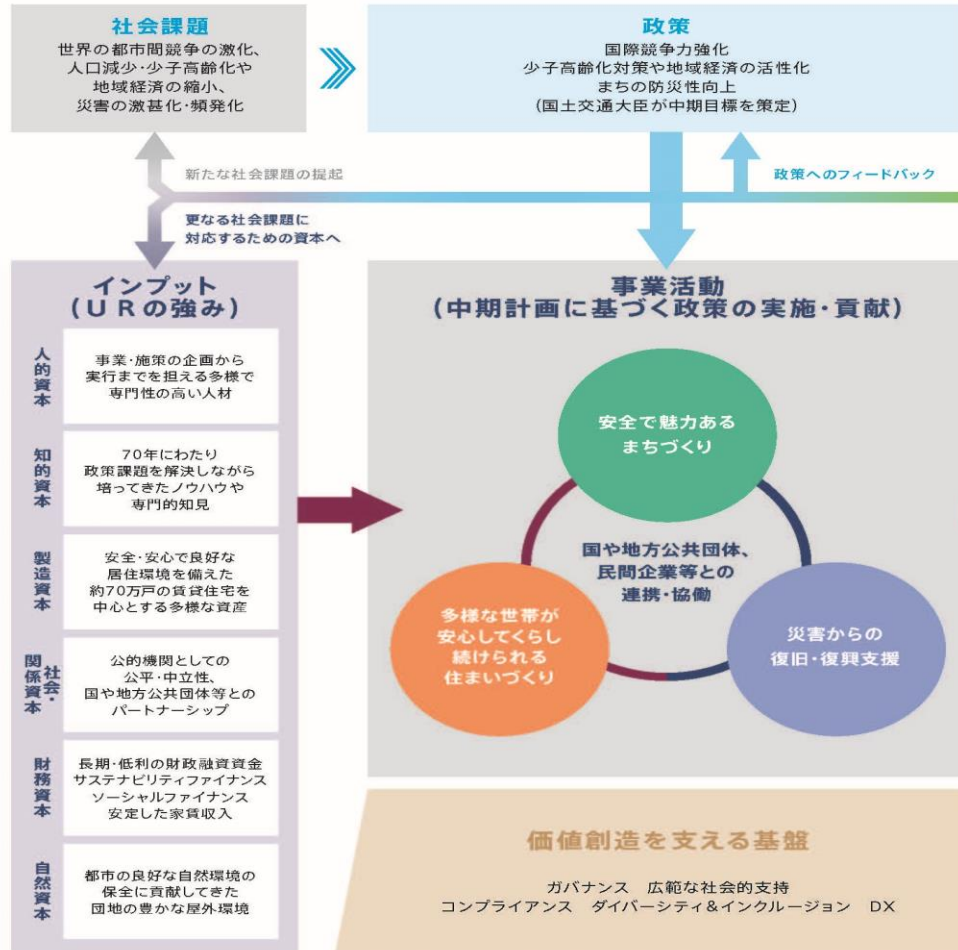 社会課題
世界の都市間競争の激化、
人口減少・少子高齢化や
地域経済の縮小、
災害の激甚化・頻発化
政策
国際競争力強化
少子高齢化対策や地域経済の活性化
まちの防災性向上
(国土交通大臣が中期目標を策定)
新たな社会課題の提起
政策へのフィードバック
更なる社会課題に
対応するための資本へ
インプット
(URの強み)
人的資本
事業・施策の企画から
実行までを担える多様で
専門性の高い人材
知的資本
70年にわたり
政策課題を解決しながら
培ってきたノウハウや
専門的知見
製造資本
安全・安心で良好な
居住環境を備えた
約70万戸の賃貸住宅を
中心とする多様な資産
社会・
関係資本
公的機関としての
公平・中立性、
国や地方公共団体等との
パートナーシップ
財務資本
長期・低利の財政融資資金
サステナビリティファイナンス
ソーシャルファイナンス
安定した家賃収入
自然資本
都市の良好な自然環境の
保全に貢献してきた
団地の豊かな屋外環境
事業活動
(中期計画に基づく政策の実施・貢献)
安全で魅力ある
まちづくり
国や地方公共団体、
民間企業等との
連携・協働
多様な世帯が
安心してくらし
続けられる
住まいづくり
災害からの
復旧・復興支援
価値創造を支える基盤
ガバナンス 広範な社会的支持
コンプライアンス ダイバーシティ&インクルージョン DX